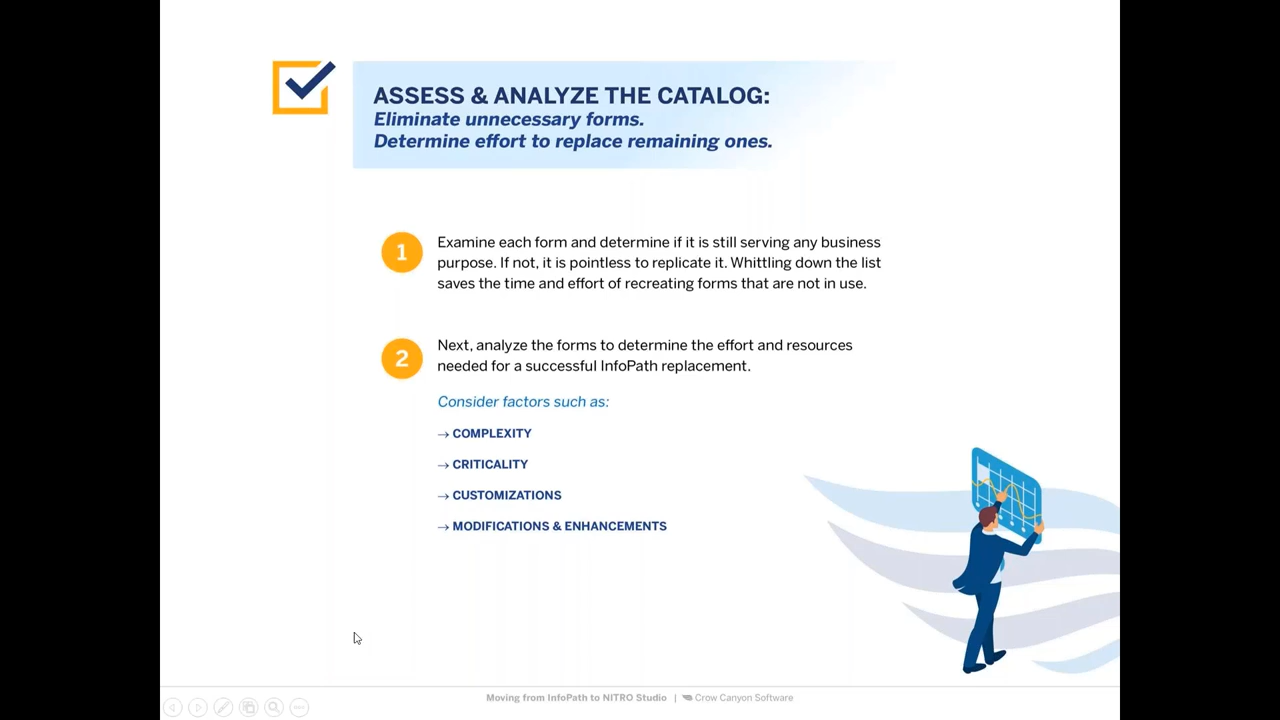 ASSESS & ANALYZE THE CATALOG:
Eliminate unnecessary forms.
Determine effort to replace remaining ones.
1
Examine each form and determine if it is still serving any business
purpose. If not, it is pointless to replicate it. Whittling down the list
saves the time and effort of recreating forms that are not in use.
2
Next, analyze the forms to determine the effort and resources
needed for a successful InfoPath replacement.
Consider factors such as:
→ COMPLEXITY
→ CRITICALITY
→ CUSTOMIZATIONS
→ MODIFICATIONS & ENHANCEMENTS
Moving from InfoPath to NITRO Studio | Crow Canyon Software